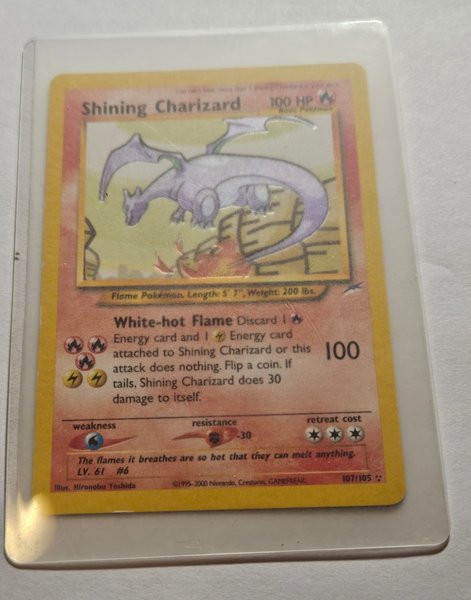 Shining Charizard 100 HP
Basic Pokémon
Flame Pokémon. Length: 5' 7", Weight: 200 lbs.
White-hot Flame Discard 1
Energy card and 1 Energy card
attached to Shining Charizard or this
attack does nothing. Flip a coin. If
tails, Shining Charizard does 30
damage to itself.
100
weakness resistance retreat cost
-30
The flames it breathes are so hot that they can melt anything.
LV. 61 #6
Illus. Hironobu Yoshida ©1995-2000 Nintendo, Creatures, GAMEFREAK. 107/105